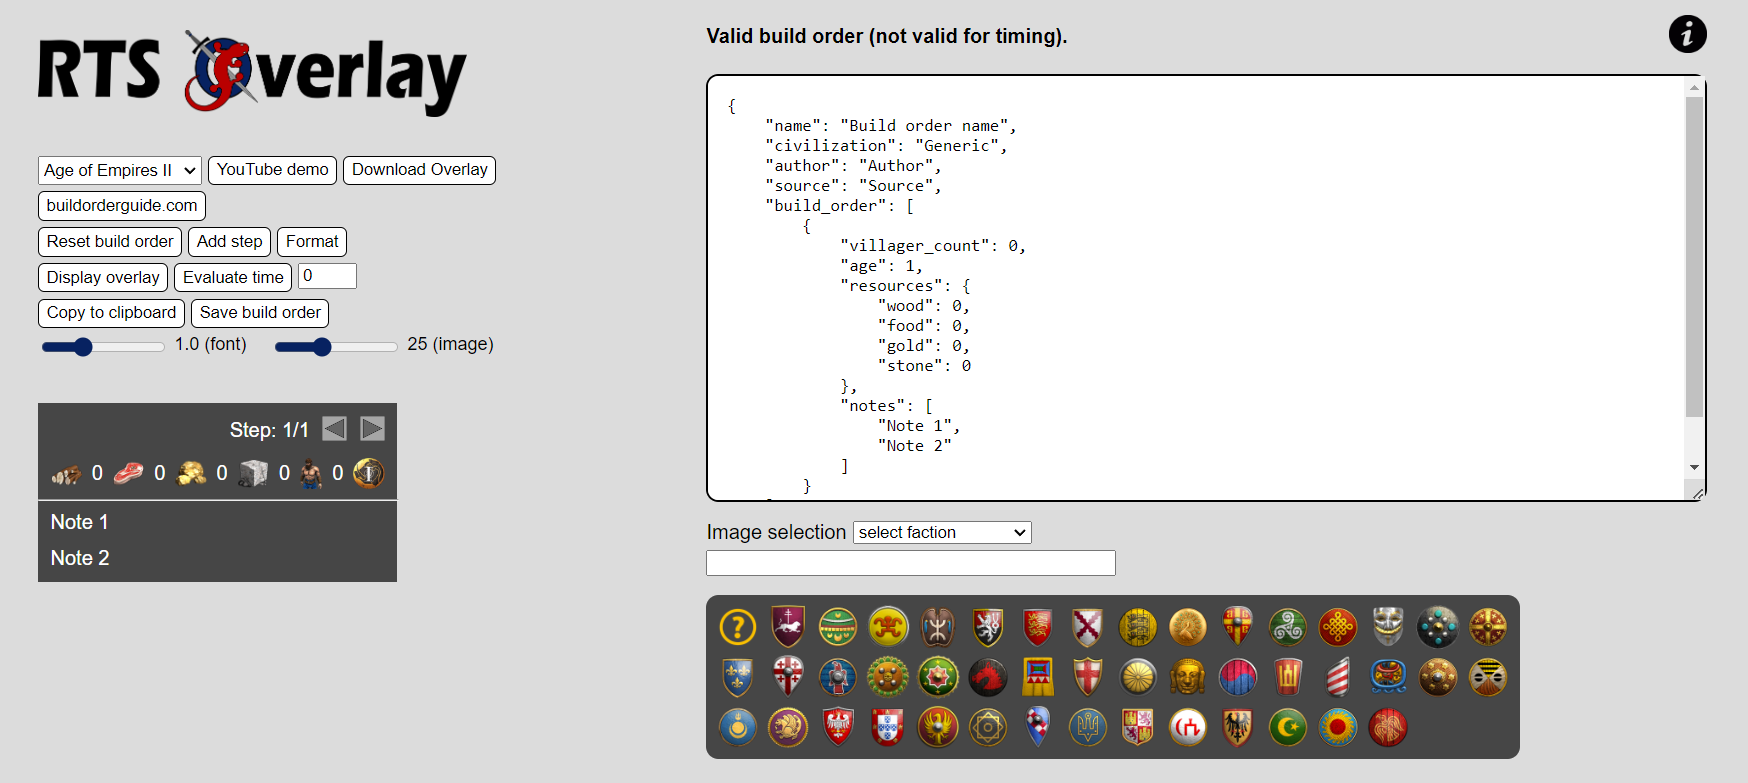 RTS Overlay
Age of Empires II
YouTube demo
Download Overlay
buildorderguide.com
Reset build order
Add step
Format
Display overlay
Evaluate time
0
Copy to clipboard
Save build order
1.0 (font)
25 (image)
Step: 1/1
0 0 0 0 0 I
Note 1
Note 2
Valid build order (not valid for timing).
i
{
    "name": "Build order name",
    "civilization": "Generic",
    "author": "Author",
    "source": "Source",
    "build_order": [
        {
            "villager_count": 0,
            "age": 1,
            "resources": {
                "wood": 0,
                "food": 0,
                "gold": 0,
                "stone": 0
            },
            "notes": [
                "Note 1",
                "Note 2"
            ]
        }
Image selection
select faction
?